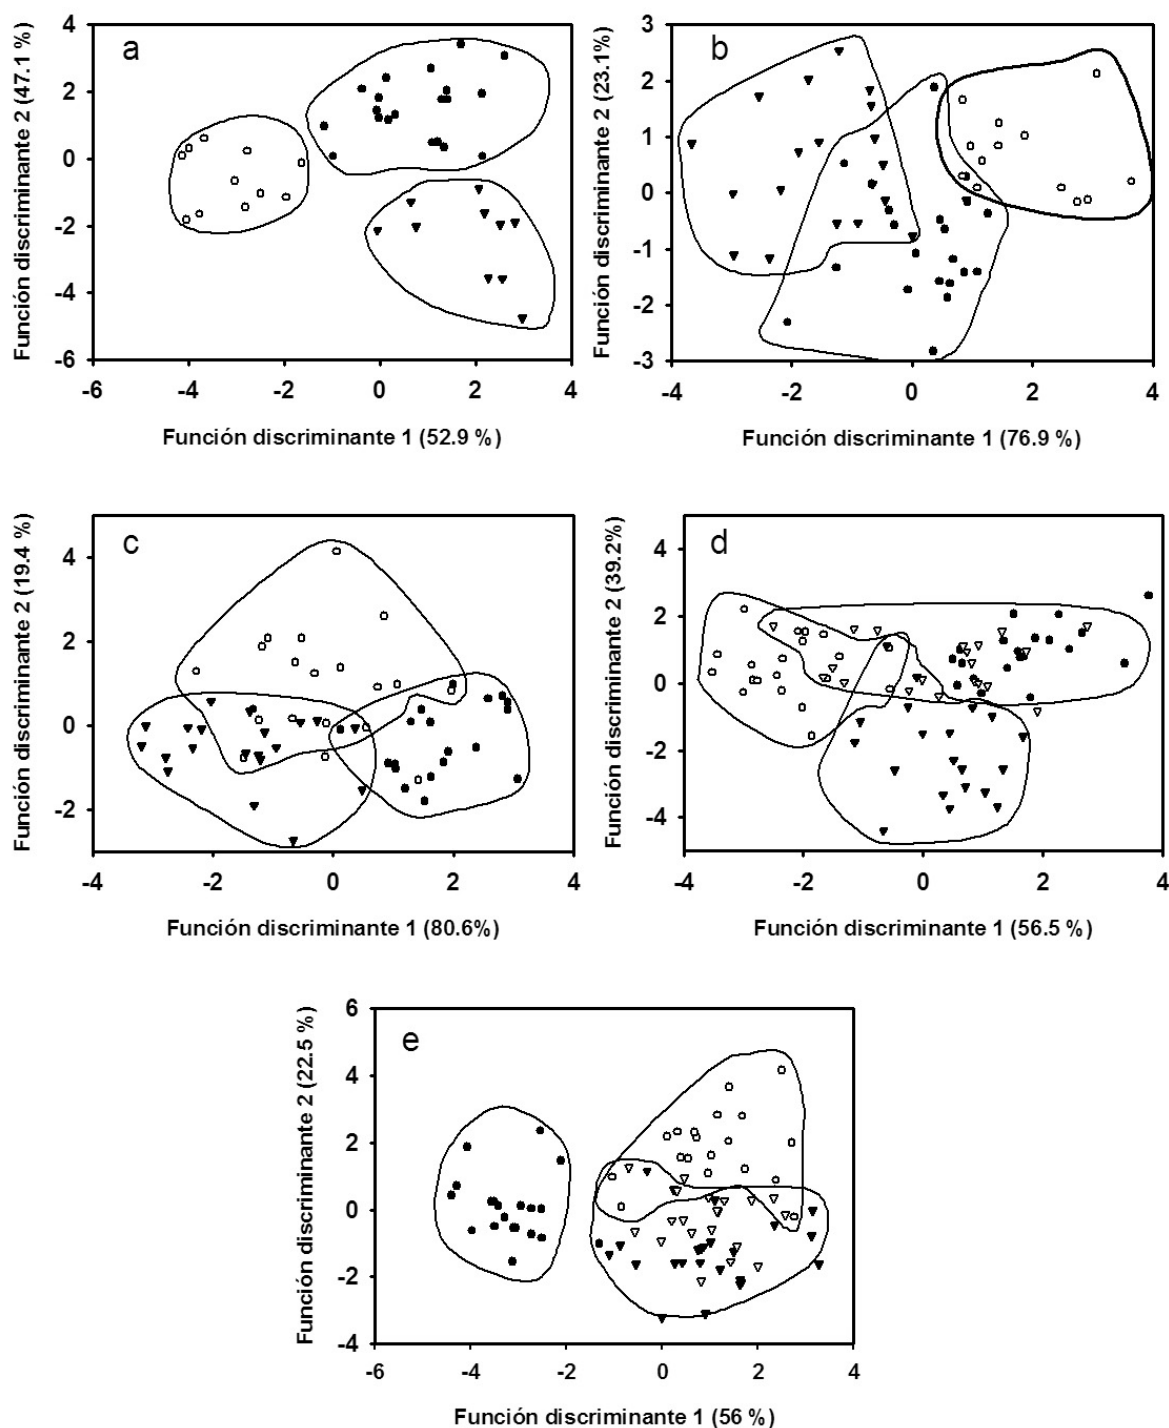 a
4
2
0
-2
-4
-6
-6 -4 -2 0 2 4
Función discriminante 2 (47.1 %)
Función discriminante 1 (52.9 %)
b
3
2
1
0
-1
-2
-3
-4 -2 0 2 4
Función discriminante 2 (23.1%)
Función discriminante 1 (76.9 %)
c
4
2
0
-2
-4 -2 0 2 4
Función discriminante 2 (19.4 %)
Función discriminante 1 (80.6%)
d
4
2
0
-2
-4
-4 -2 0 2 4
Función discriminante 2 (39.2%)
Función discriminante 1 (56.5 %)
e
6
4
2
0
-2
-4
-6 -4 -2 0 2 4
Función discriminante 2 (22.5 %)
Función discriminante 1 (56 %)